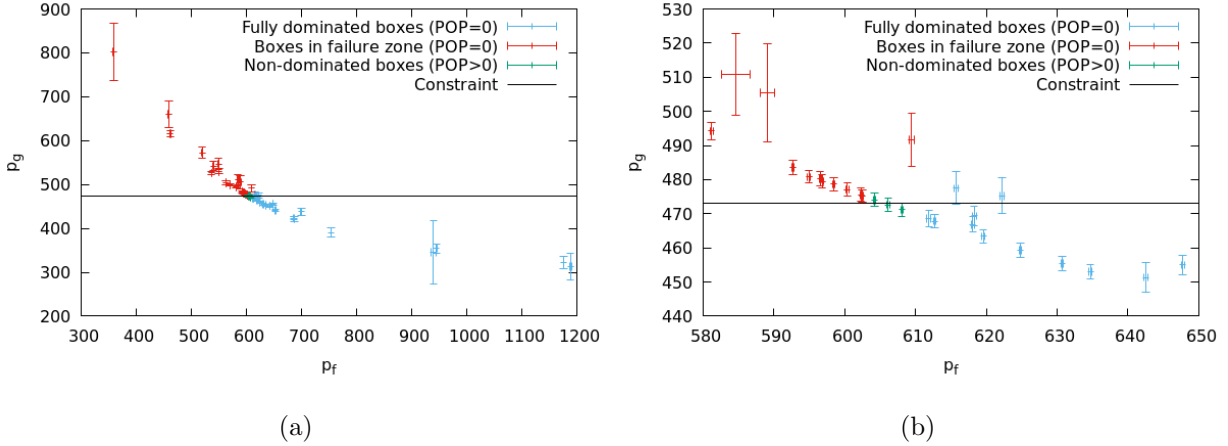 Fully dominated boxes (POP=0)
Boxes in failure zone (POP=0)
Non-dominated boxes (POP>0)
Constraint
900
800
700
600
500
400
300
200
p_g
300 400 500 600 700 800 900 1000 1100 1200
p_f
(a)
Fully dominated boxes (POP=0)
Boxes in failure zone (POP=0)
Non-dominated boxes (POP>0)
Constraint
530
520
510
500
490
480
470
460
450
440
p_g
580 590 600 610 620 630 640 650
p_f
(b)